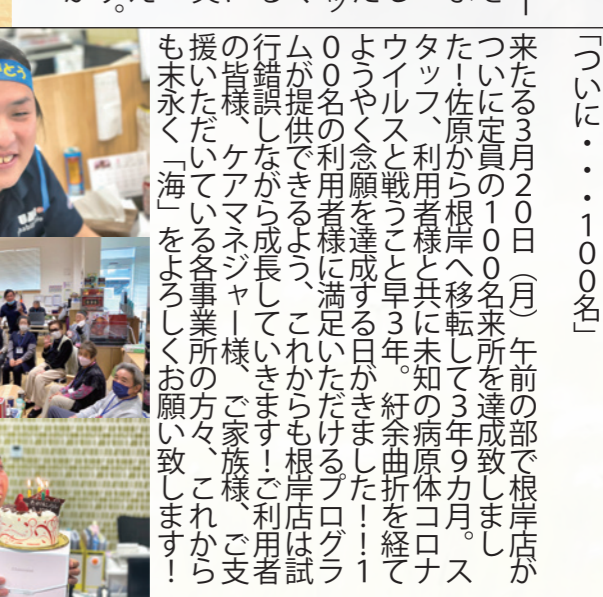 「ついに・・・100名」
来たる3月20日（月）午前の部で根岸店が
ついに定員の100名来所を達成致しまし
た！佐原から根岸へ移転して3年9カ月。ス
タッフ、利用者様と共に未知の病原体コロナ
ウイルスと戦うこと早3年。紆余曲折を経て
ようやく念願を達成する日がきました！！1
00名の利用者様に満足いただけるプログラ
ムが提供できるよう、これからも根岸店は試
行錯誤しながら成長していきます！ご利用者
の皆様、ケアマネジャー様、ご家族様、ご支
援いただいている各事業所の方々、これから
も末永く「海」をよろしくお願い致します！